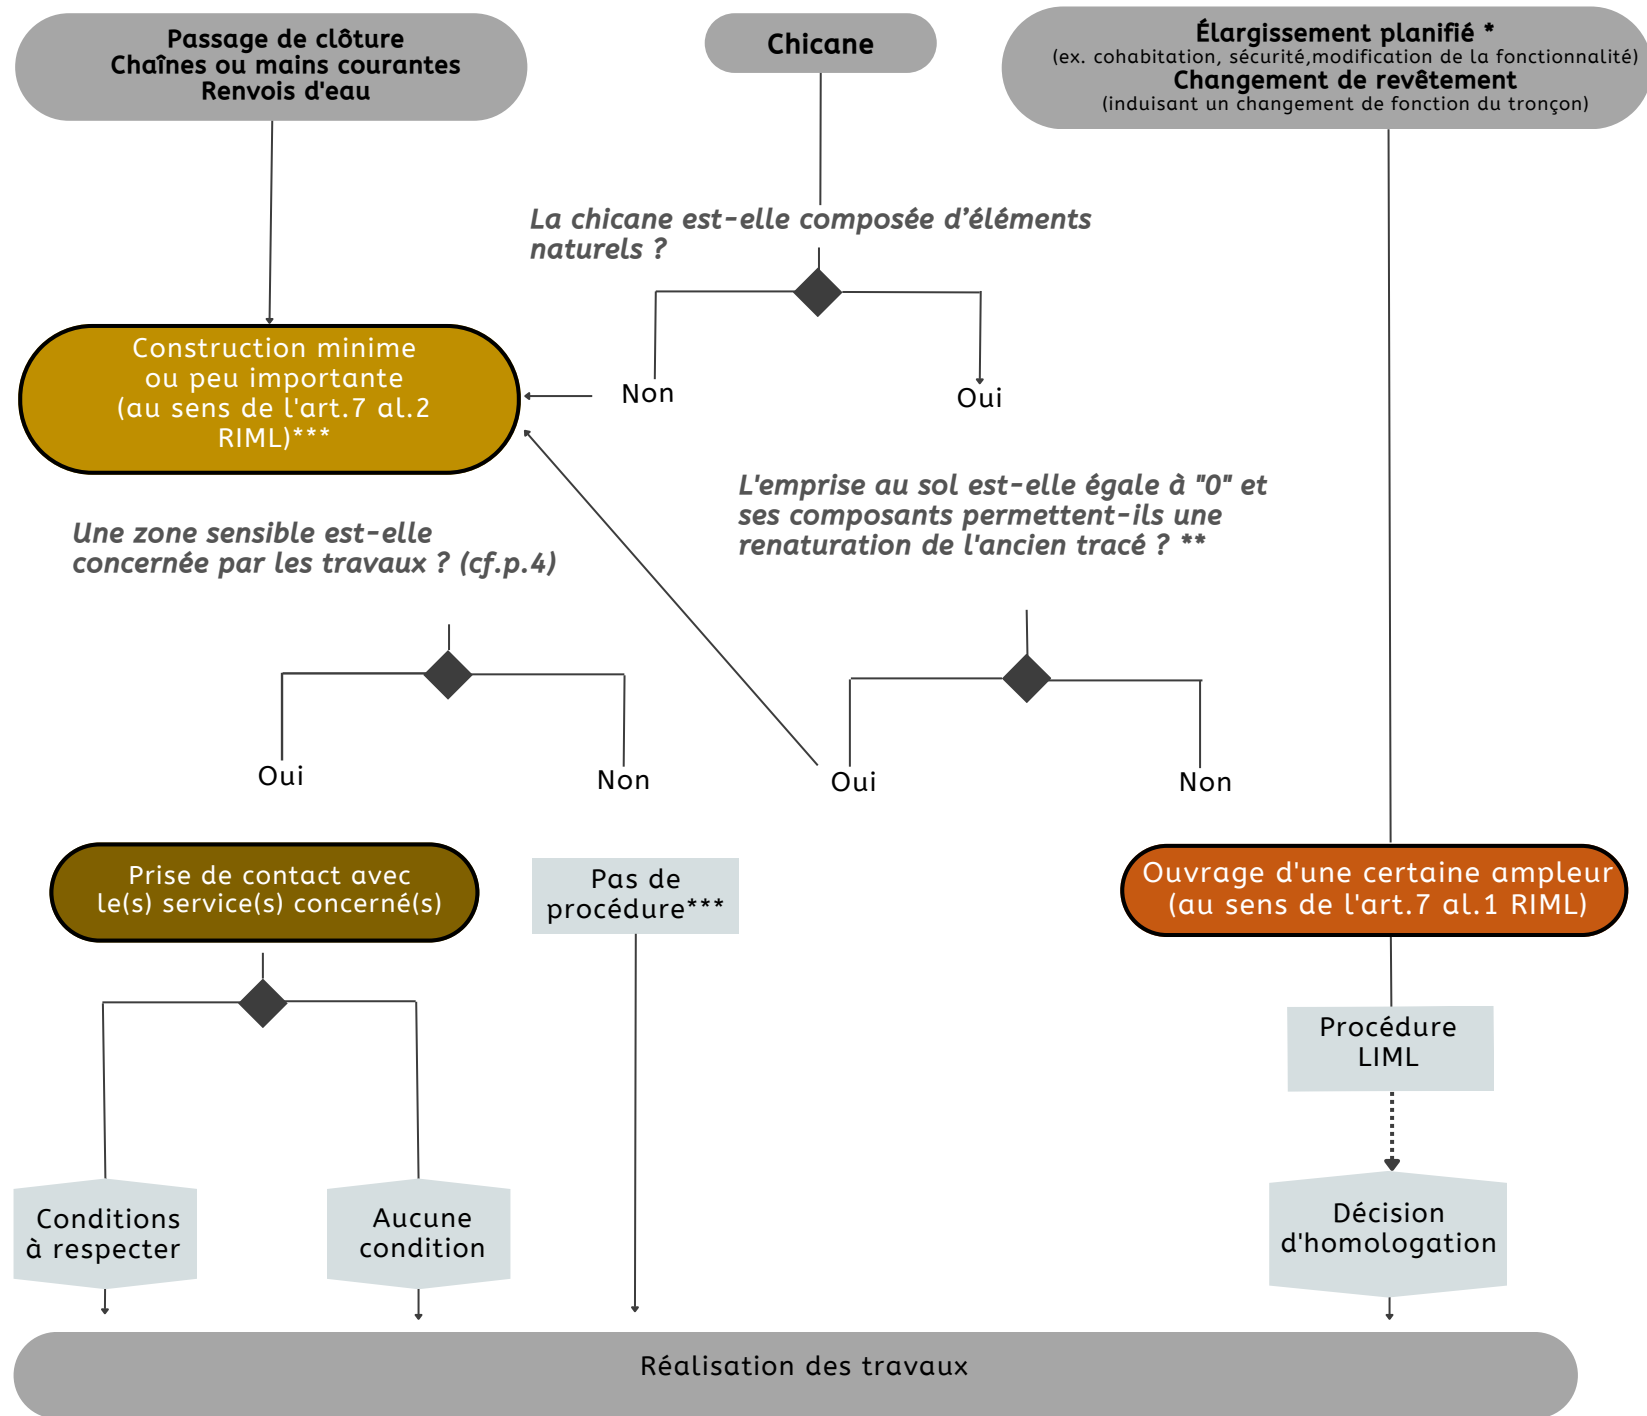 Passage de clôture
Chaînes ou mains courantes
Renvois d'eau
Chicane
Élargissement planifié *
(ex. cohabitation, sécurité,modification de la fonctionnalité)
Changement de revêtement
(induisant un changement de fonction du tronçon)
La chicane est-elle composée d’éléments
naturels ?
Non
Oui
Construction minime
ou peu importante
(au sens de l'art.7 al.2
RIML)***
L'emprise au sol est-elle égale à "0" et
ses composants permettent-ils une
renaturation de l'ancien tracé ? **
Une zone sensible est-elle
concernée par les travaux ? (cf.p.4)
Oui
Non
Oui
Non
Prise de contact avec
le(s) service(s) concerné(s)
Pas de
procédure***
Ouvrage d'une certaine ampleur
(au sens de l'art.7 al.1 RIML)
Procédure
LIML
Conditions
à respecter
Aucune
condition
Décision
d'homologation
Réalisation des travaux